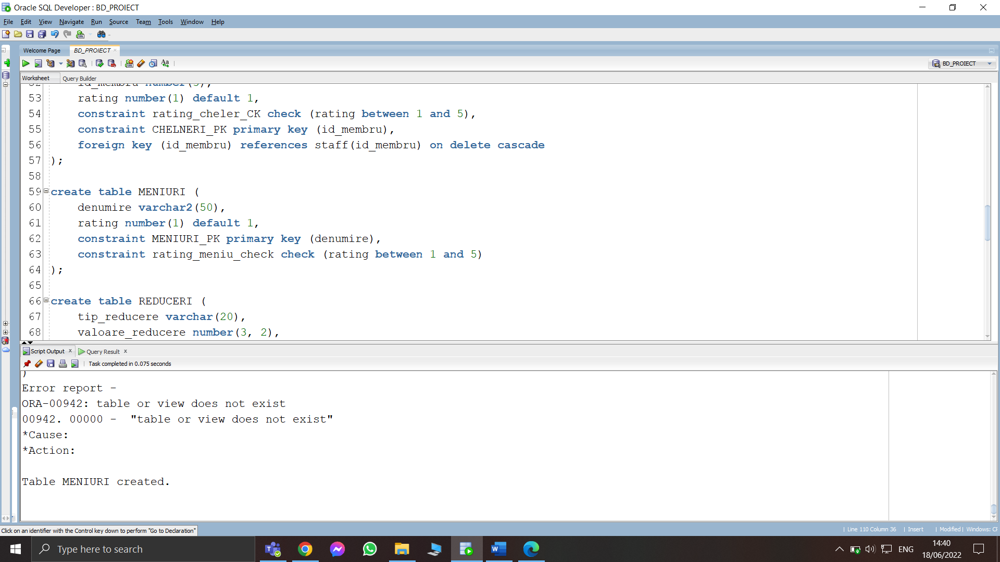 Oracle SQL Developer : BD_PROIECT
File Edit View Navigate Run Source Team Tools Window Help
Welcome Page BD_PROIECT
BD_PROIECT
Worksheet Query Builder
52 id_membru number(5),
53 rating number(1) default 1,
54 constraint rating_cheler_CK check (rating between 1 and 5),
55 constraint CHELNERI_PK primary key (id_membru),
56 foreign key (id_membru) references staff(id_membru) on delete cascade
57 );
58
59 create table MENIURI (
60 denumire varchar2(50),
61 rating number(1) default 1,
62 constraint MENIURI_PK primary key (denumire),
63 constraint rating_meniu_check check (rating between 1 and 5)
64 );
65
66 create table REDUCERI (
67 tip_reducere varchar(20),
68 valoare_reducere number(3, 2),
Script Output x Query Result x
Task completed in 0.075 seconds
)
Error report -
ORA-00942: table or view does not exist
00942. 00000 - "table or view does not exist"
*Cause:
*Action:
Table MENIURI created.
Click on an identifier with the Control key down to perform "Go to Declaration"
| Line 110 Column 36 | Insert | Modified | Windows: CF
Type here to search
ENG
14:40
18/06/2022